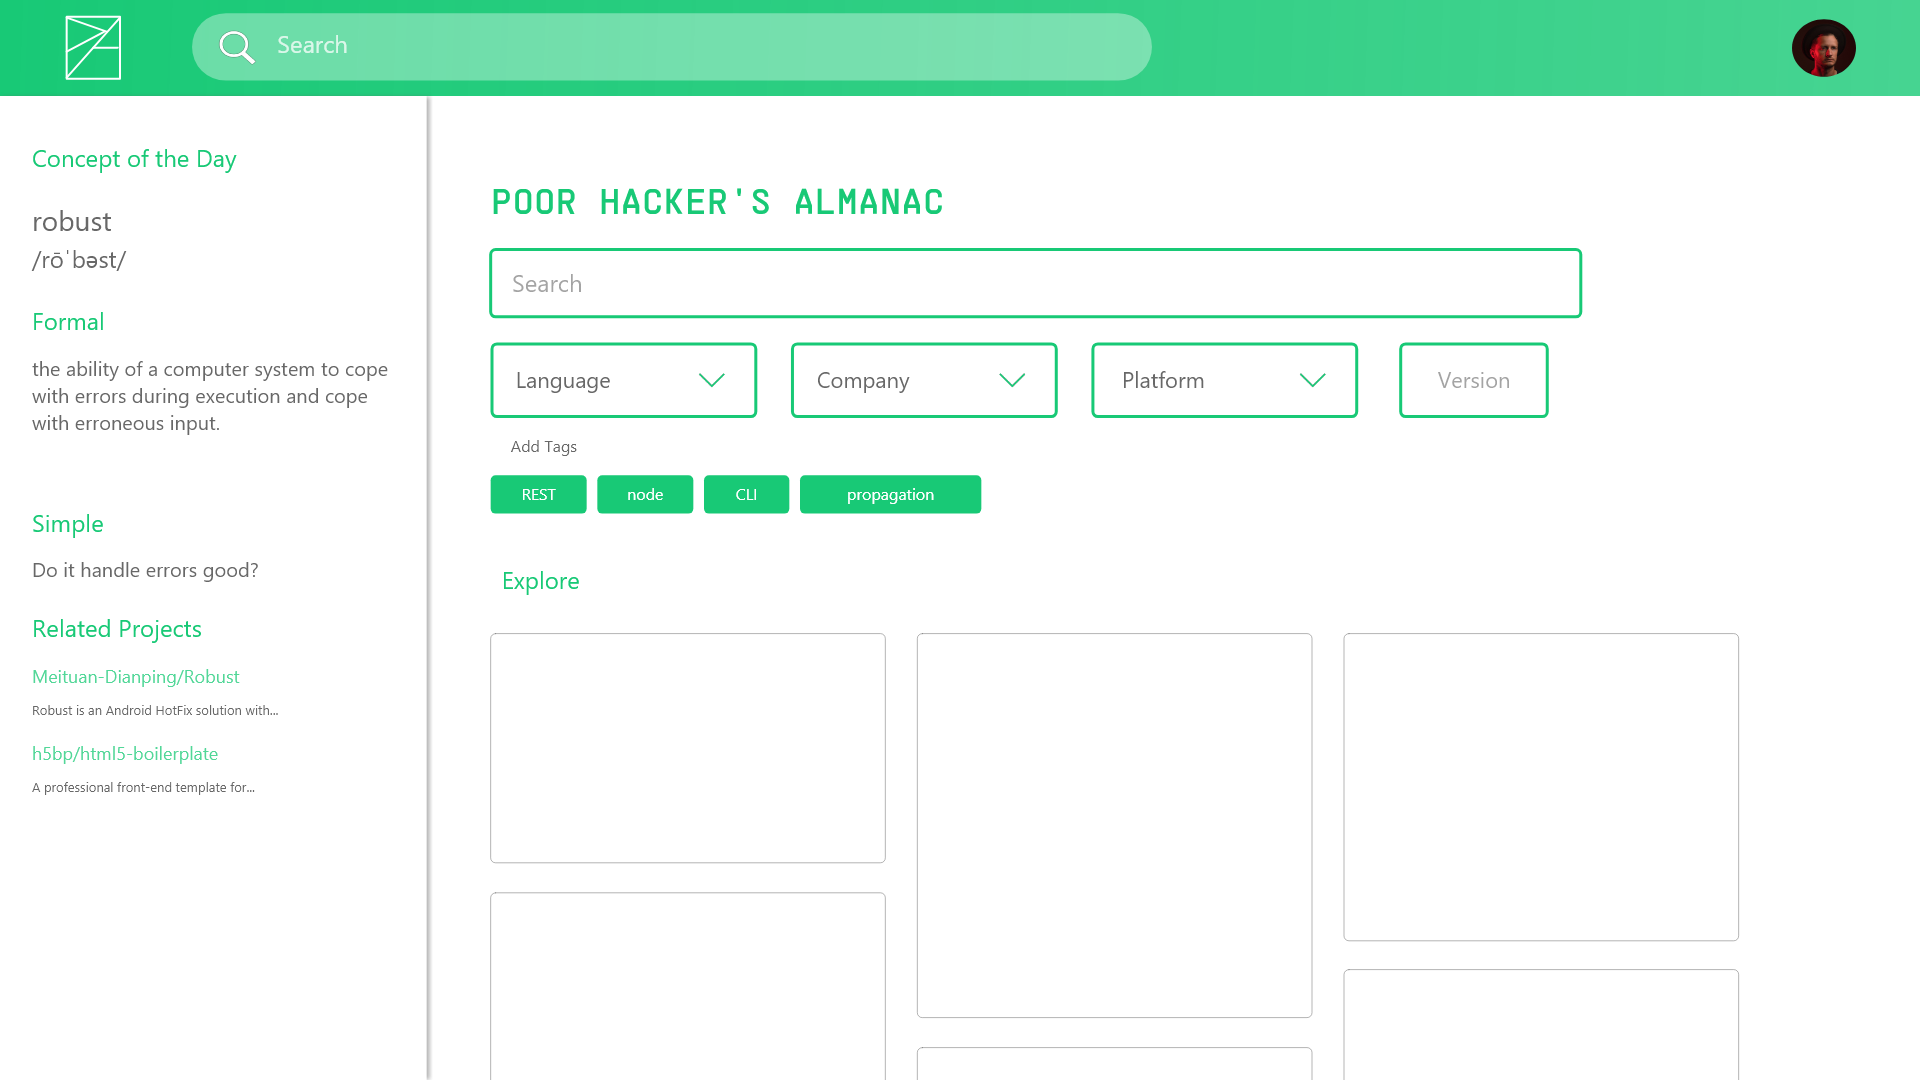 Search
Concept of the Day
robust
/rōˈbəst/
Formal
the ability of a computer system to cope
with errors during execution and cope
with erroneous input.
Simple
Do it handle errors good?
Related Projects
Meituan-Dianping/Robust
Robust is an Android HotFix solution with...
h5bp/html5-boilerplate
A professional front-end template for...
POOR HACKER'S ALMANAC
Search
Language
Company
Platform
Version
Add Tags
REST
node
CLI
propagation
Explore